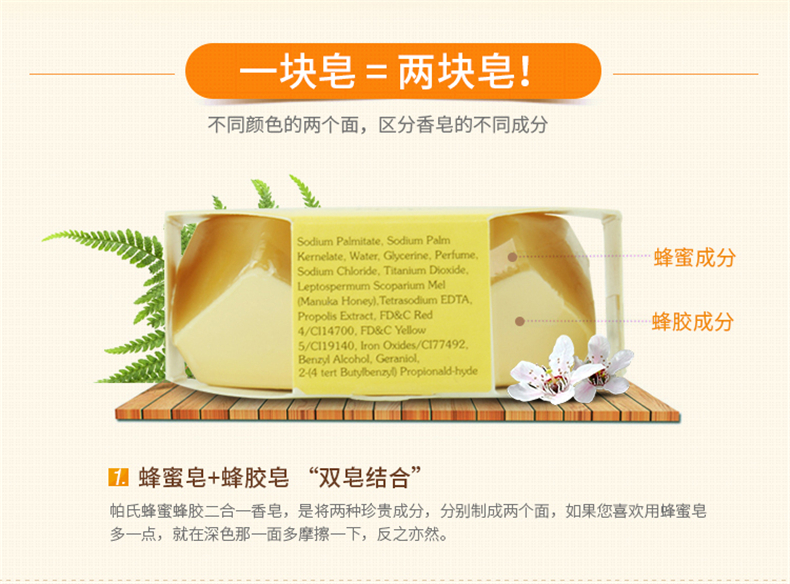 一块皂 = 两块皂!
不同颜色的两个面，区分香皂的不同成分
Sodium Palmitate, Sodium Palm
Kernelate, Water, Glycerine, Perfume,
Sodium Chloride, Titanium Dioxide,
Leptospermum Scoparium Mel
(Manuka Honey),Tetrasodium EDTA,
Propolis Extract, FD&C Red
4/CI14700, FD&C Yellow
5/CI19140, Iron Oxides/CI77492,
Benzyl Alcohol, Geraniol,
2-(4 tert Butylbenzyl) Propionald-hyde
蜂蜜成分
蜂胶成分
1. 蜂蜜皂+蜂胶皂 “双皂结合”
帕氏蜂蜜蜂胶二合一香皂，是将两种珍贵成分，分别制成两个面，如果您喜欢用蜂蜜皂
多一点，就在深色那一面多摩擦一下，反之亦然。